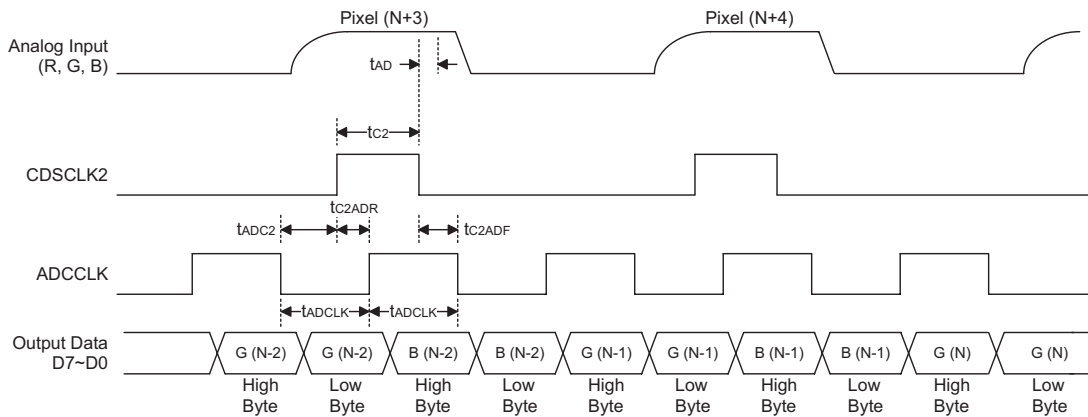 Pixel (N+3)
Pixel (N+4)
Analog Input
(R, G, B)
tAD
tC2
CDSCLK2
tC2ADR
tADC2
tC2ADF
ADCCLK
tADCLK
tADCLK
Output Data
D7~D0
G (N-2)
G (N-2)
B (N-2)
B (N-2)
G (N-1)
G (N-1)
B (N-1)
B (N-1)
G (N)
G (N)
High
Byte
Low
Byte
High
Byte
Low
Byte
High
Byte
Low
Byte
High
Byte
Low
Byte
High
Byte
Low
Byte